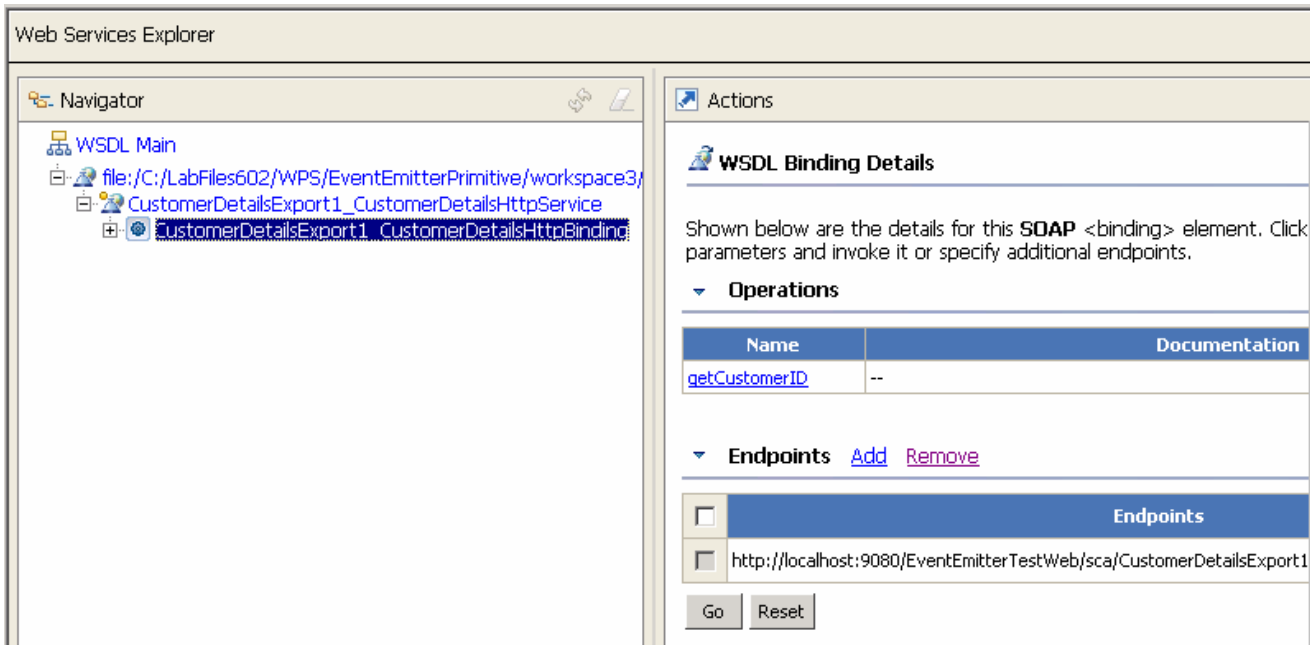 Web Services Explorer
Navigator
WSDL Main
file:/C:/LabFiles602/WPS/EventEmitterPrimitive/workspace3/
CustomerDetailsExport1_CustomerDetailsHttpService
CustomerDetailsExport1_CustomerDetailsHttpBinding
Actions
WSDL Binding Details
Shown below are the details for this SOAP <binding> element. Click
parameters and invoke it or specify additional endpoints.
Operations
Name Documentation
getCustomerID --
Endpoints Add Remove
Endpoints
http://localhost:9080/EventEmitterTestWeb/sca/CustomerDetailsExport1
Go Reset